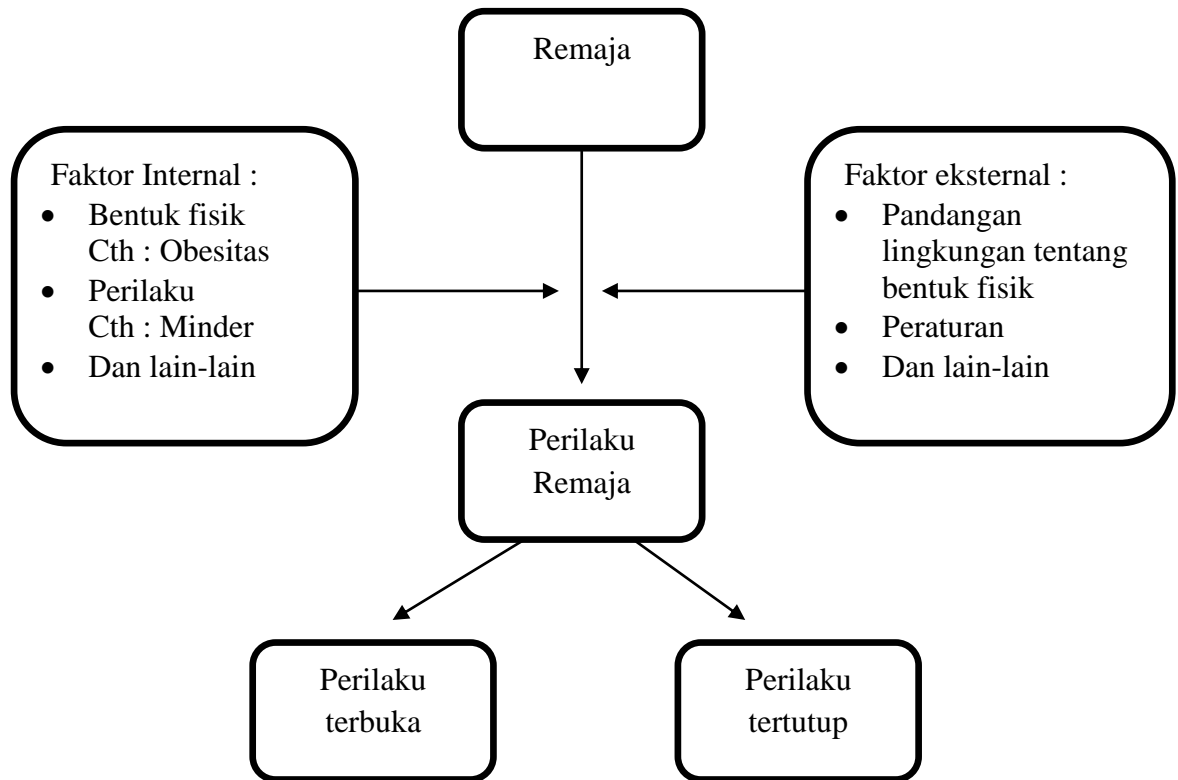 Remaja
Faktor Internal :
• Bentuk fisik
Cth : Obesitas
• Perilaku
Cth : Minder
• Dan lain-lain
Faktor eksternal :
• Pandangan
lingkungan tentang
bentuk fisik
• Peraturan
• Dan lain-lain
Perilaku
Remaja
Perilaku
terbuka
Perilaku
tertutup